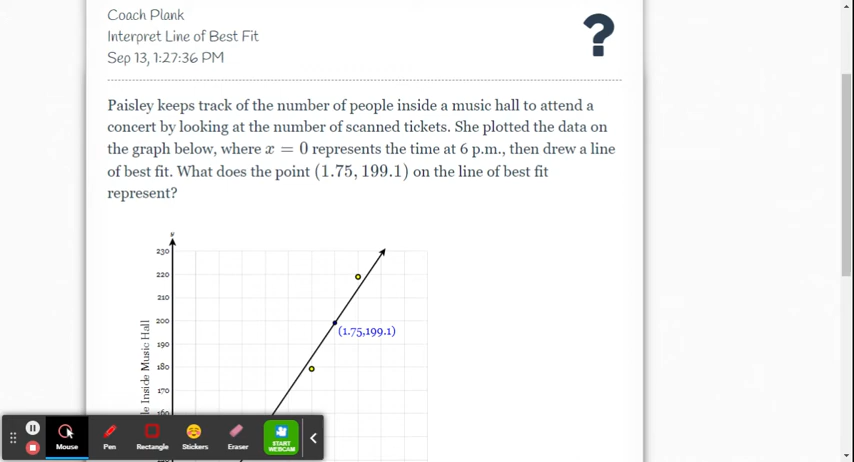 Coach Plank
Interpret Line of Best Fit
Sep 13, 1:27:36 PM
?
Paisley keeps track of the number of people inside a music hall to attend a
concert by looking at the number of scanned tickets. She plotted the data on
the graph below, where x = 0 represents the time at 6 p.m., then drew a line
of best fit. What does the point (1.75, 199.1) on the line of best fit
represent?
y
230
220
210
200
(1.75,199.1)
190
180
170
160
le Inside Music Hall
Mouse
Pen
Rectangle
Stickers
Eraser
START
WEBCAM